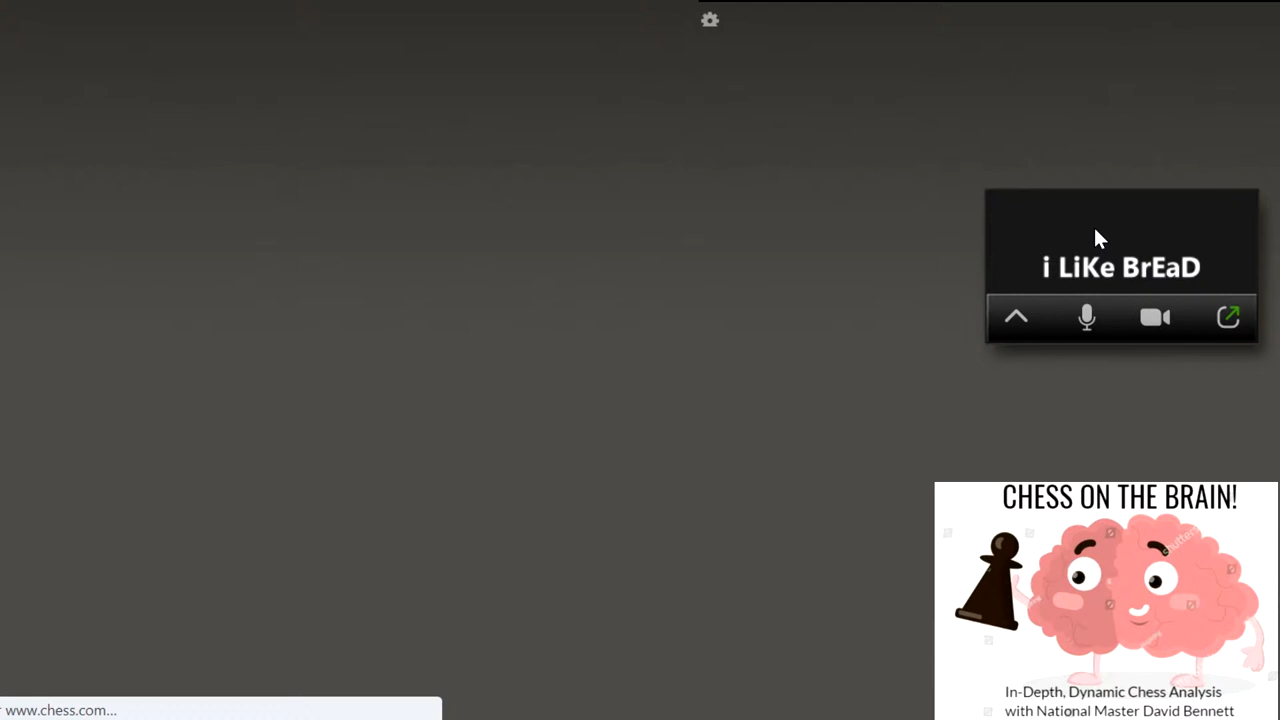 i LiKe BrEaD
CHESS ON THE BRAIN!
shutterst
In-Depth, Dynamic Chess Analysis
with National Master David Bennett
www.chess.com...